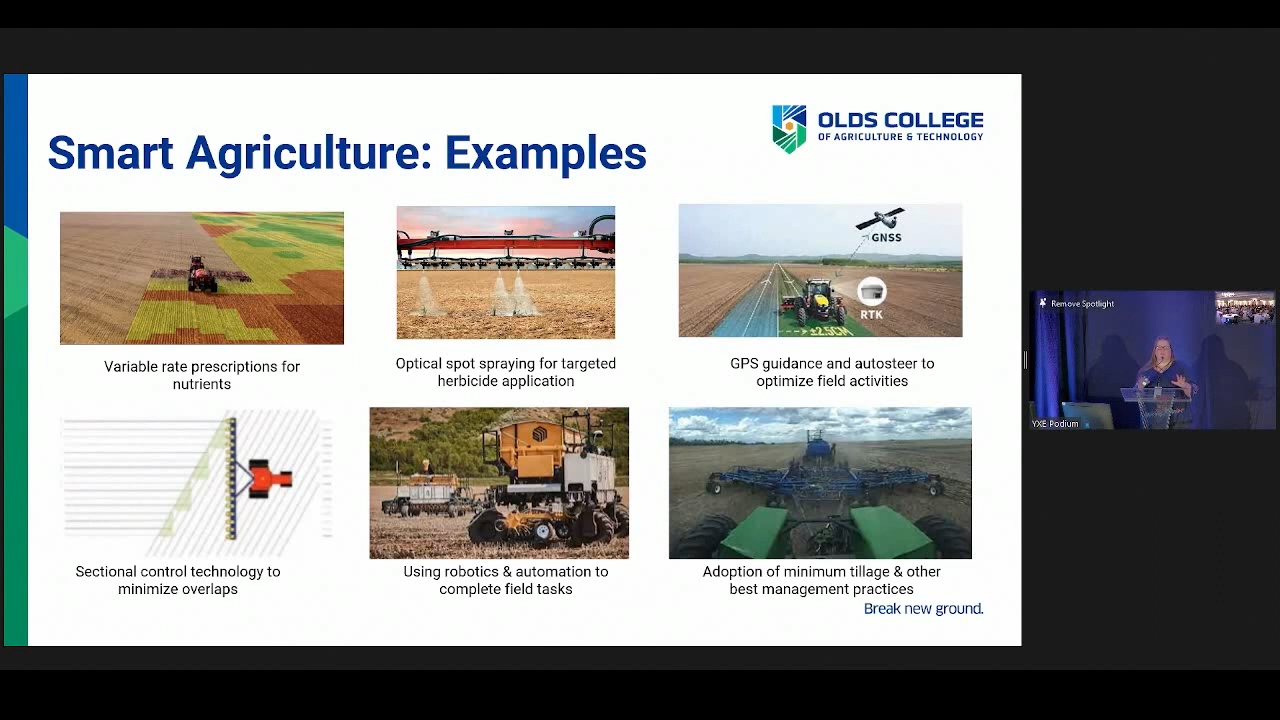 Smart Agriculture: Examples
OLDS COLLEGE
OF AGRICULTURE & TECHNOLOGY
GNSS
RTK
±2.5CM
Variable rate prescriptions for
nutrients
Optical spot spraying for targeted
herbicide application
GPS guidance and autosteer to
optimize field activities
Sectional control technology to
minimize overlaps
Using robotics & automation to
complete field tasks
Adoption of minimum tillage & other
best management practices
Break new ground.
Remove Spotlight
YXE Podium